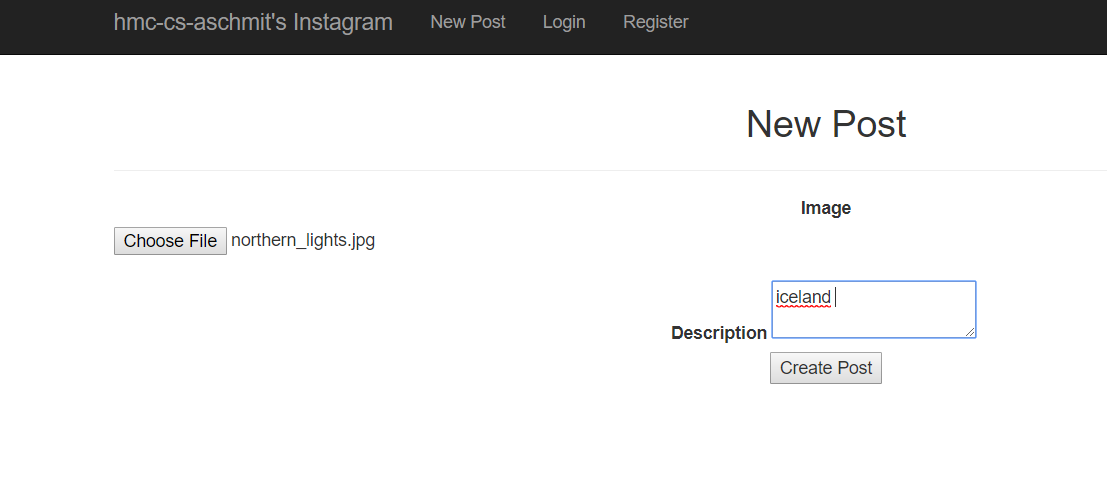 hmc-cs-aschmit's Instagram New Post Login Register
New Post
Image
Choose File northern_lights.jpg
iceland
Description
Create Post